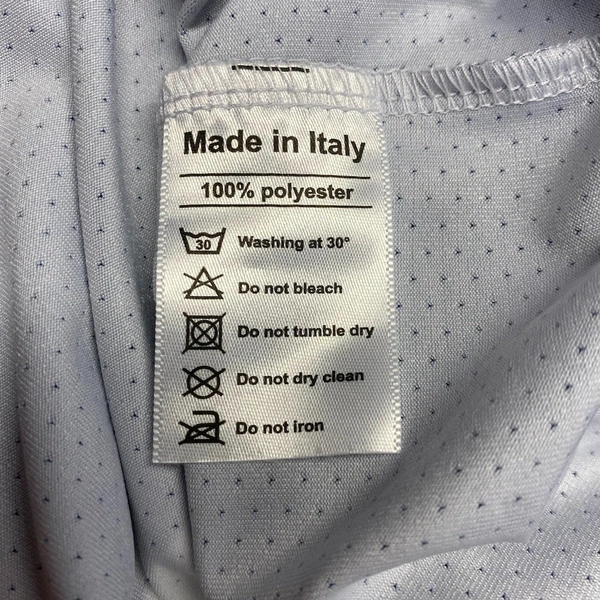 Made in Italy
100% polyester
30 Washing at 30°
Do not bleach
Do not tumble dry
Do not dry clean
Do not iron